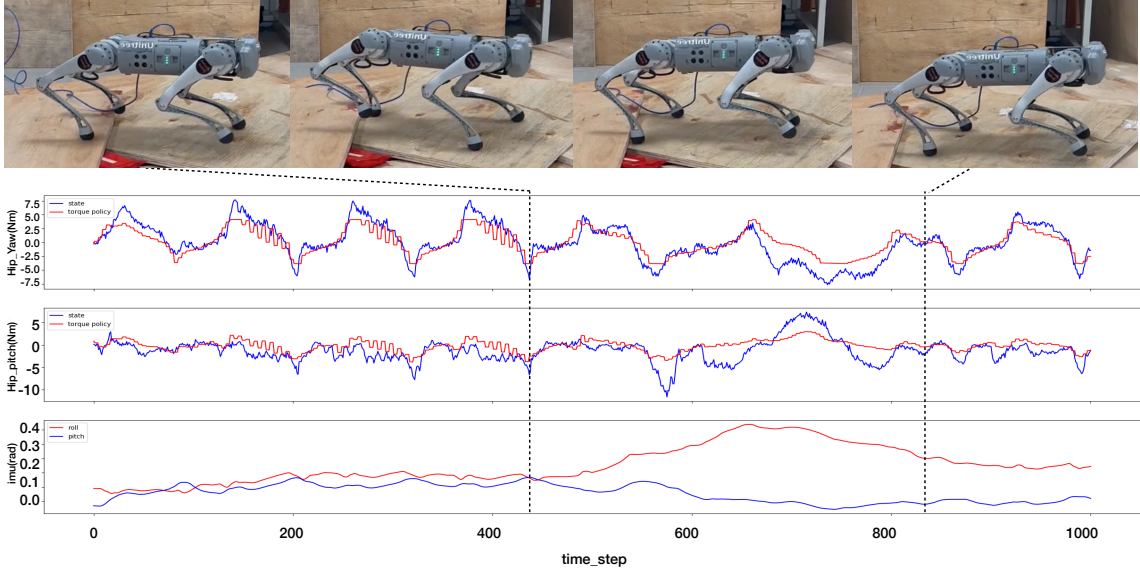 Unitree
Unitree
Unitree
Unitree
Hip_Yaw(Nm)
7.5
5.0
2.5
0.0
-2.5
-5.0
-7.5
state
torque policy
Hip_pitch(Nm)
5
0
-5
-10
state
torque policy
imu(rad)
0.4
0.3
0.2
0.1
0.0
roll
pitch
0
200
400
600
800
1000
time_step